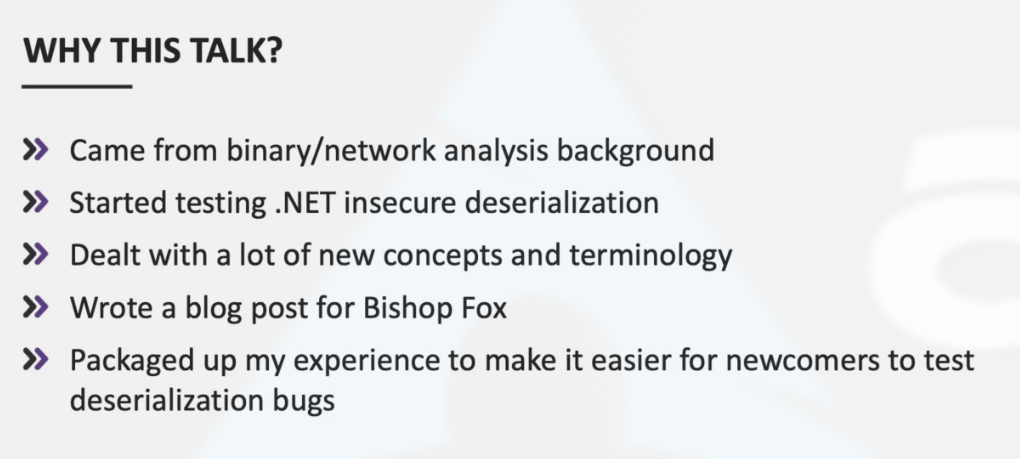 WHY THIS TALK?
Came from binary/network analysis background
Started testing .NET insecure deserialization
Dealt with a lot of new concepts and terminology
Wrote a blog post for Bishop Fox
Packaged up my experience to make it easier for newcomers to test
deserialization bugs